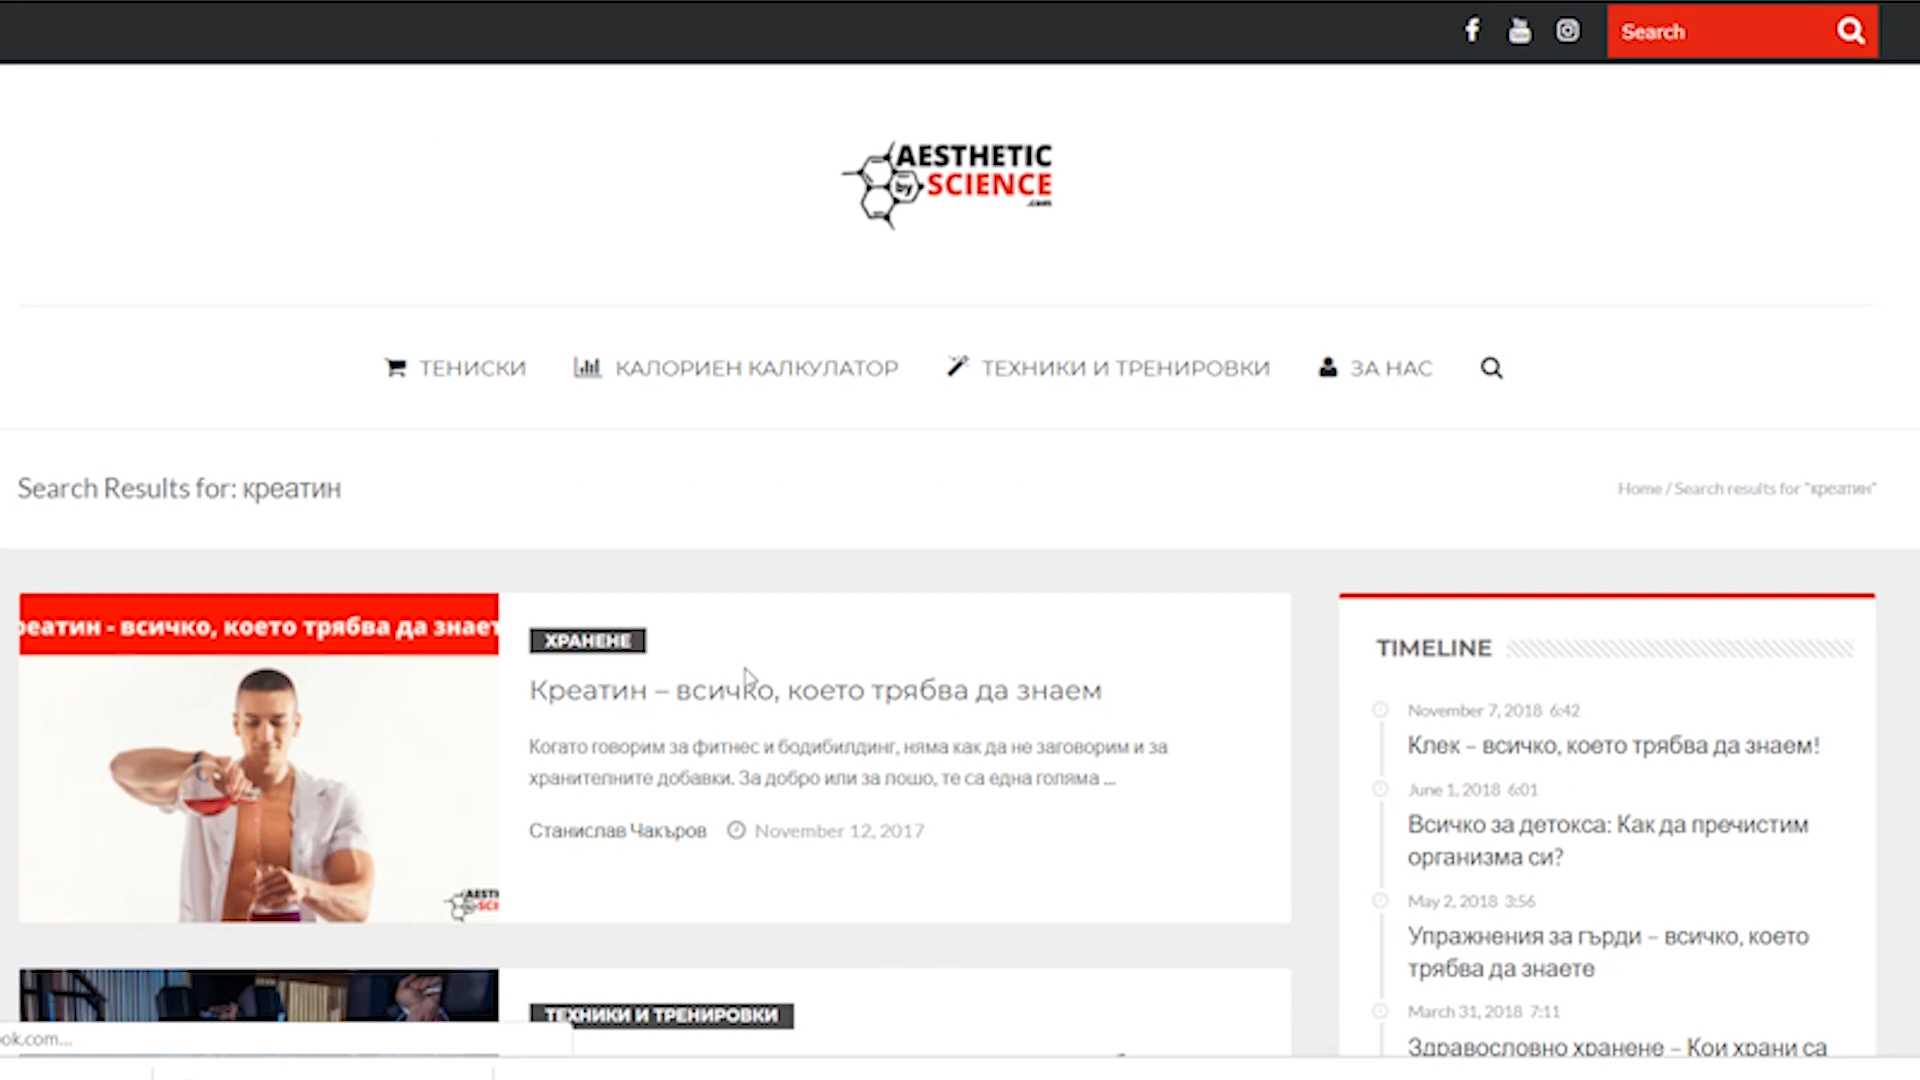 Search
AESTHETIC
by SCIENCE
.com
ТЕНИСКИ
КАЛОРИЕН КАЛКУЛАТОР
ТЕХНИКИ И ТРЕНИРОВКИ
ЗА НАС
Search Results for: креатин
Home / Search results for "креатин"
реатин - всичко, което трябва да знает
ХРАНЕНЕ
Креатин – всичко, което трябва да знаем
Когато говорим за фитнес и бодибилдинг, няма как да не заговорим и за
хранителните добавки. За добро или за лошо, те са една голяма ...
Станислав Чакъров November 12, 2017
ТЕХНИКИ И ТРЕНИРОВКИ
ook.com...
TIMELINE
November 7, 2018 6:42
Клек – всичко, което трябва да знаем!
June 1, 2018 6:01
Всичко за детокса: Как да пречистим
организма си?
May 2, 2018 3:56
Упражнения за гърди – всичко, което
трябва да знаете
March 31, 2018 7:11
Здравословно хранене – Кои храни са